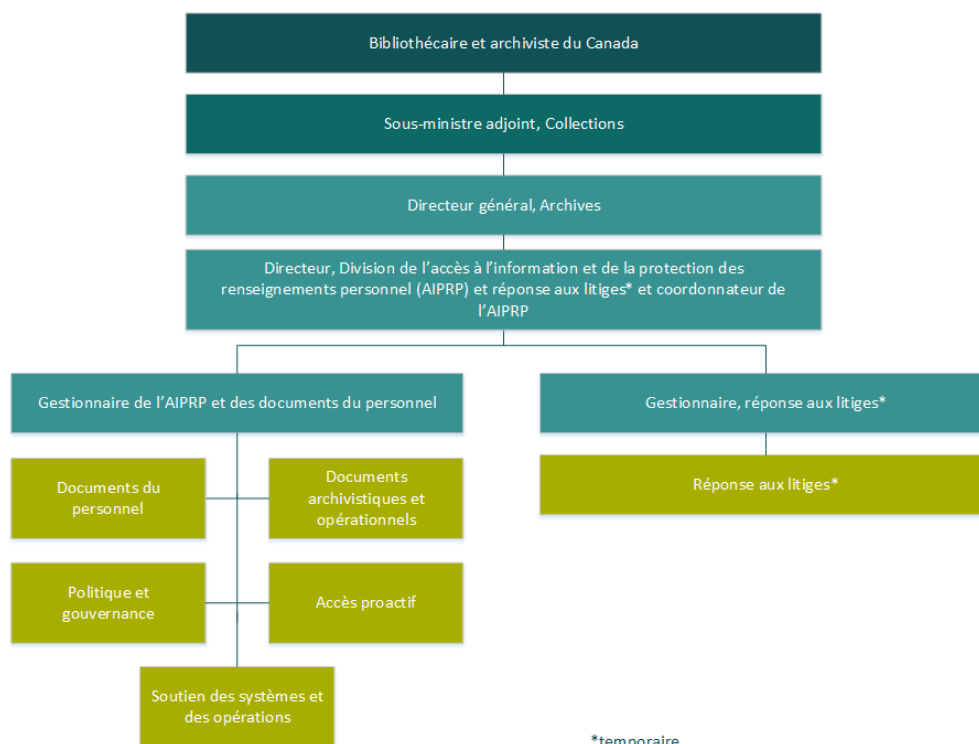 Bibliothécaire et archiviste du Canada
Sous-ministre adjoint, Collections
Directeur général, Archives
Directeur, Division de l'accès à l'information et de la protection des
renseignements personnel (AIPRP) et réponse aux litiges* et coordonnateur de
l'AIPRP
Gestionnaire de l'AIPRP et des documents du personnel
Gestionnaire, réponse aux litiges*
Documents du
personnel
Documents
archivistiques et
opérationnels
Réponse aux litiges*
Politique et
gouvernance
Accès proactif
Soutien des systèmes et
des opérations
*temporaire